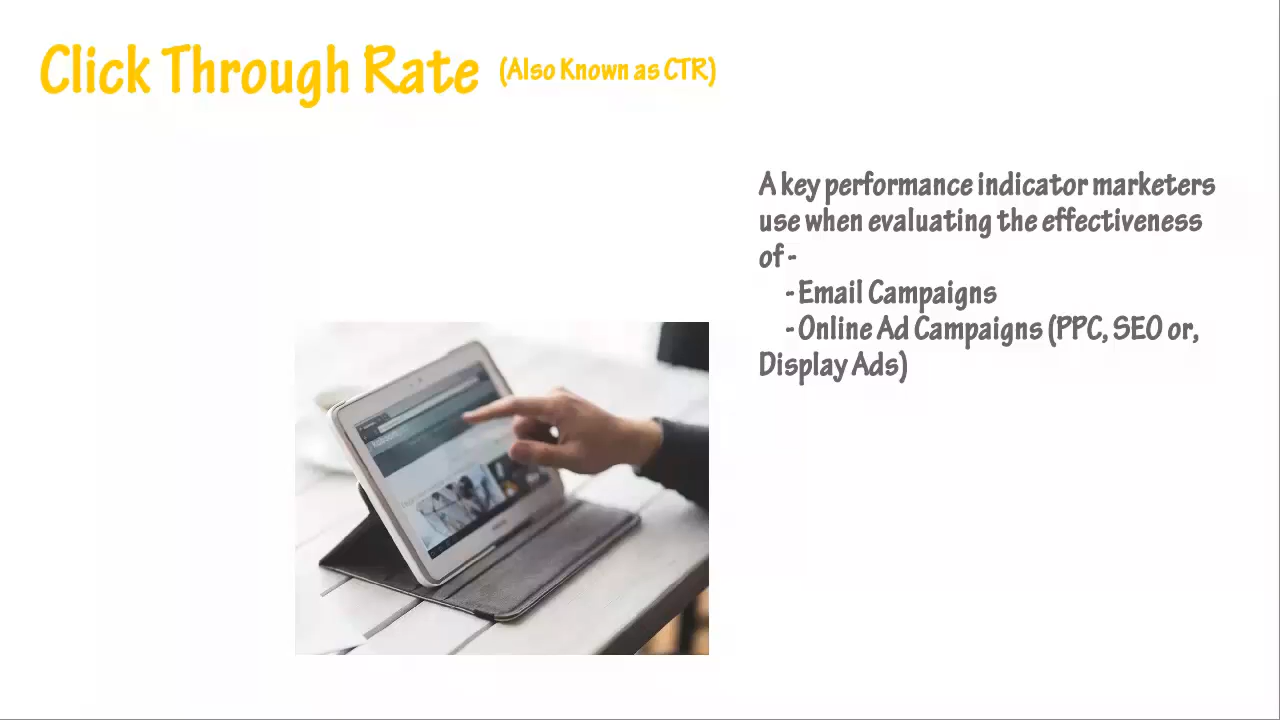 Click Through Rate (Also Known as CTR)
A key performance indicator marketers
use when evaluating the effectiveness
of -
- Email Campaigns
- Online Ad Campaigns (PPC, SEO or,
Display Ads)